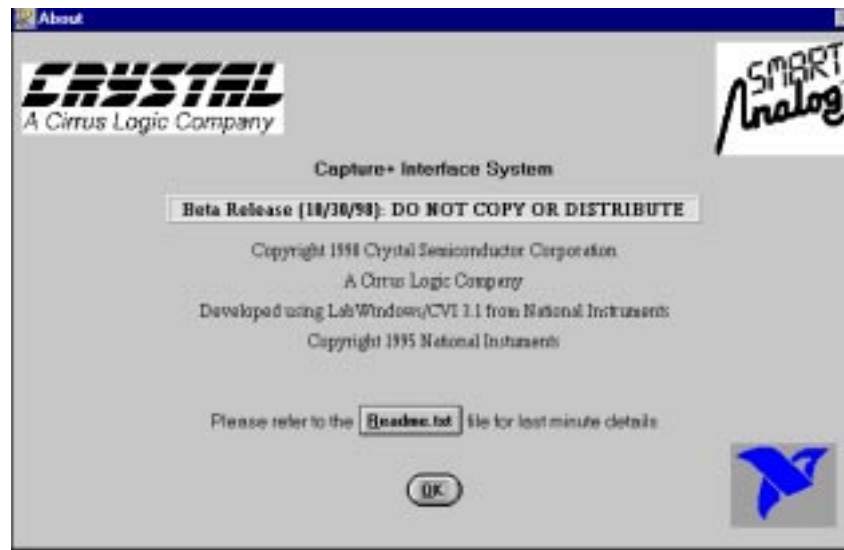 About
CRYSTAL
A Cirrus Logic Company
SMART
Analog
Capture+ Interface System
Beta Release (10/30/98): DO NOT COPY OR DISTRIBUTE
Copyright 1998 Crystal Semiconductor Corporation
A Cirrus Logic Company
Developed using LabWindows/CVI 3.1 from National Instruments
Copyright 1995 National Instuments
Please refer to the Readme.txt file for last minute details
OK